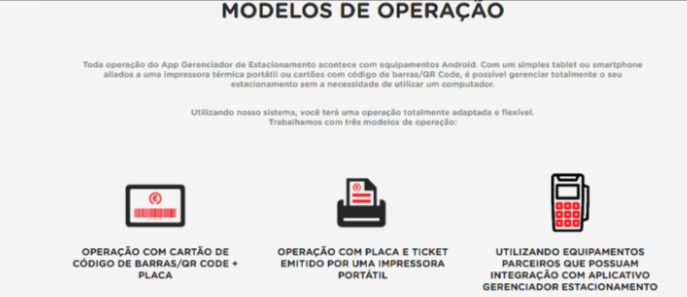 MODELOS DE OPERAÇÃO
Toda operação do App Gerenciador de Estacionamento acontece com equipamentos Android. Com um simples tablet ou smartphone
aliados a uma impressora térmica portátil ou cartões com código de barras/QR Code, é possível gerenciar totalmente o seu
estacionamento sem a necessidade de utilizar um computador.
Utilizando nosso sistema, você terá uma operação totalmente adaptada e flexível.
Trabalhamos com três modelos de operação:
OPERAÇÃO COM CARTÃO DE
CÓDIGO DE BARRAS/QR CODE +
PLACA
OPERAÇÃO COM PLACA E TICKET
EMITIDO POR UMA IMPRESSORA
PORTÁTIL
UTILIZANDO EQUIPAMENTOS
PARCEIROS QUE POSSUAM
INTEGRAÇÃO COM APLICATIVO
GERENCIADOR ESTACIONAMENTO